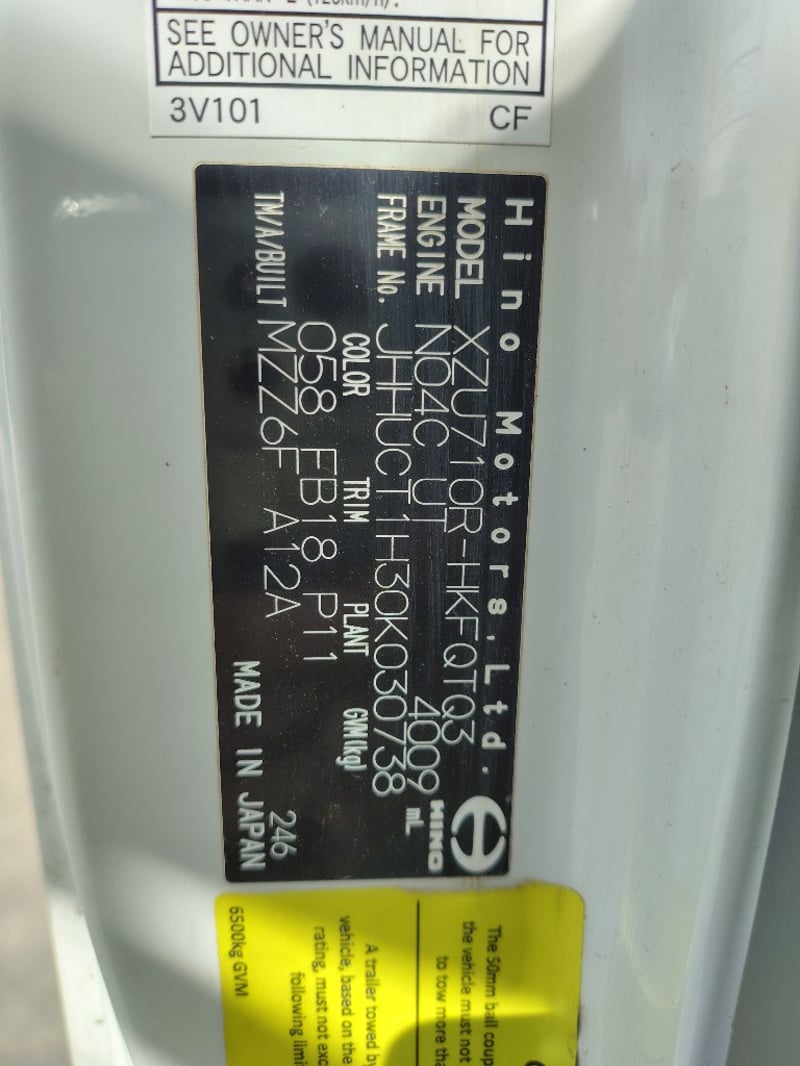 SEE OWNER'S MANUAL FOR
ADDITIONAL INFORMATION
3V101 CF
Hino Motors, Ltd.
HINO
MODEL XZU710R-HKFQTQ3
ENGINE N04C UT 4009 mL
FRAME No. JHHUCT1H30K030738
COLOR TRIM PLANT GVM(kg)
058 FB18 P11
TM/A/BUILT MZZ6F A12A 246
MADE IN JAPAN
The 50mm ball coup
the vehicle must not
to tow more tha
A trailer towed by
vehicle, based on the
rating, must not exc
following limi
6500kg GVM